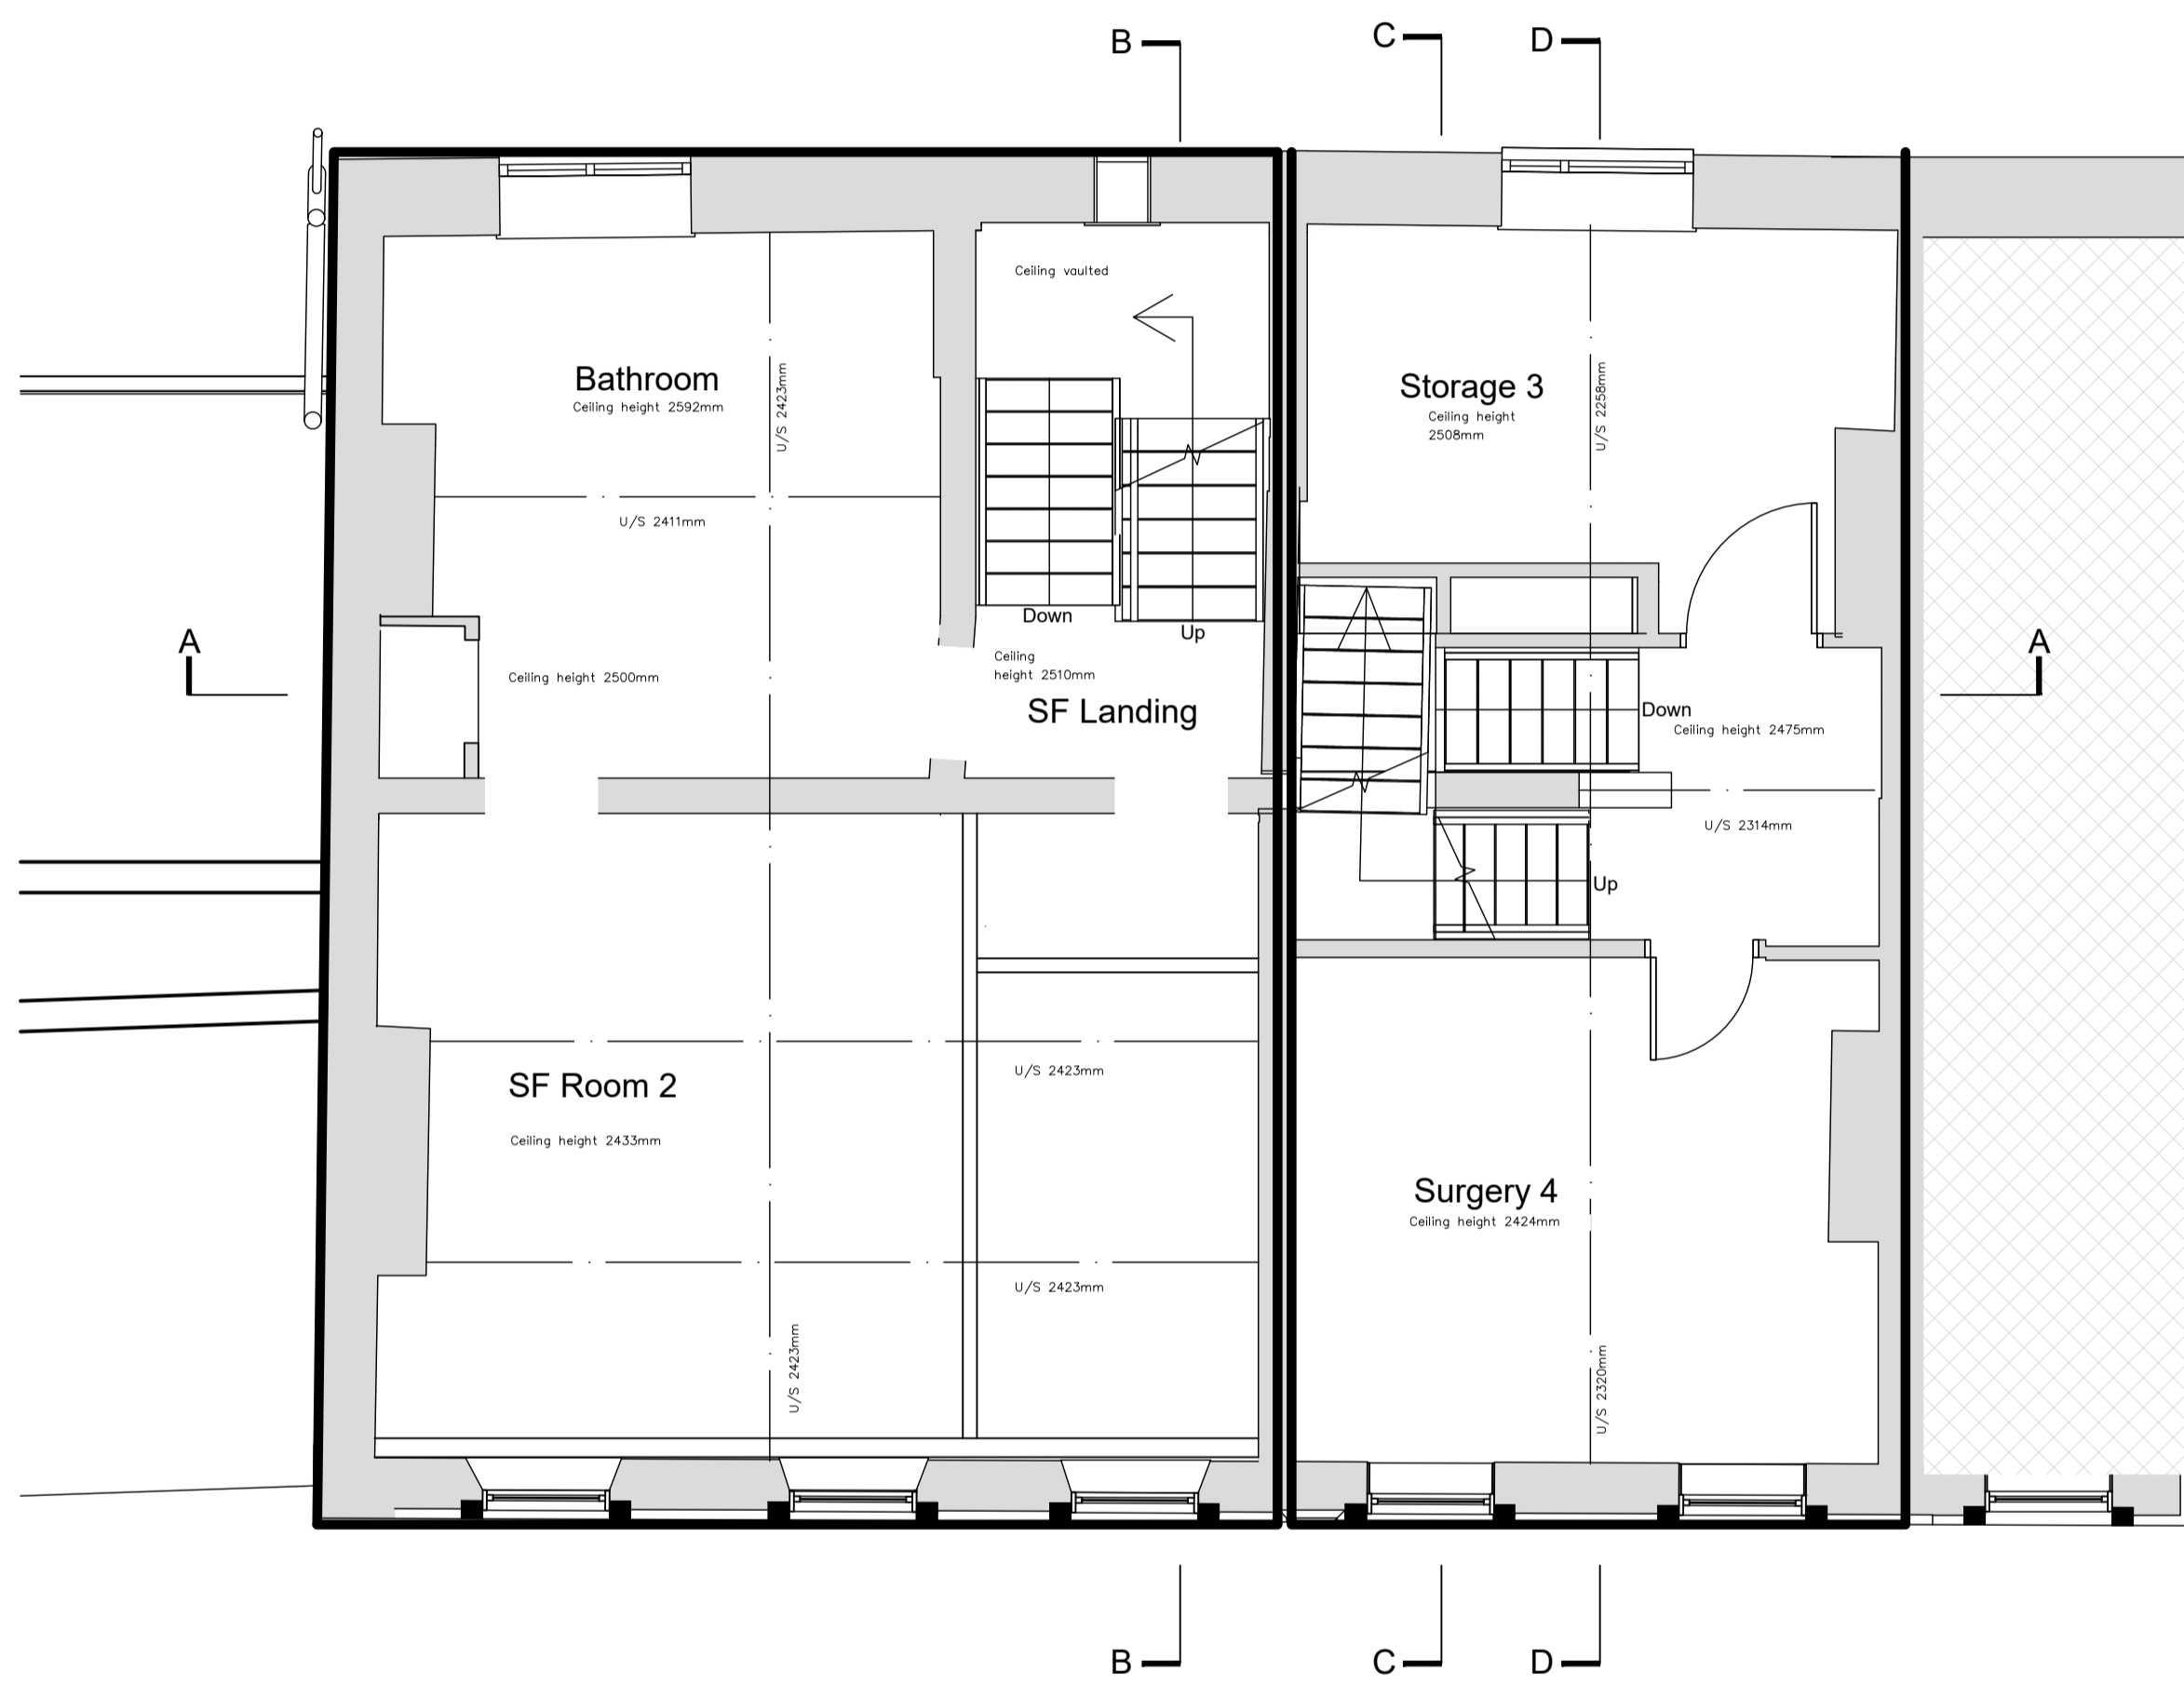 B
C
D
Ceiling vaulted
Bathroom
Ceiling height 2592mm
U/S 2423mm
Storage 3
Ceiling height
2508mm
U/S 2258mm
U/S 2411mm
Down
Up
A
A
Ceiling
height 2510mm
Ceiling height 2500mm
SF Landing
Down
Ceiling height 2475mm
U/S 2314mm
Up
U/S 2423mm
SF Room 2
Ceiling height 2433mm
Surgery 4
Ceiling height 2424mm
U/S 2423mm
U/S 2423mm
U/S 2320mm
B
C
D